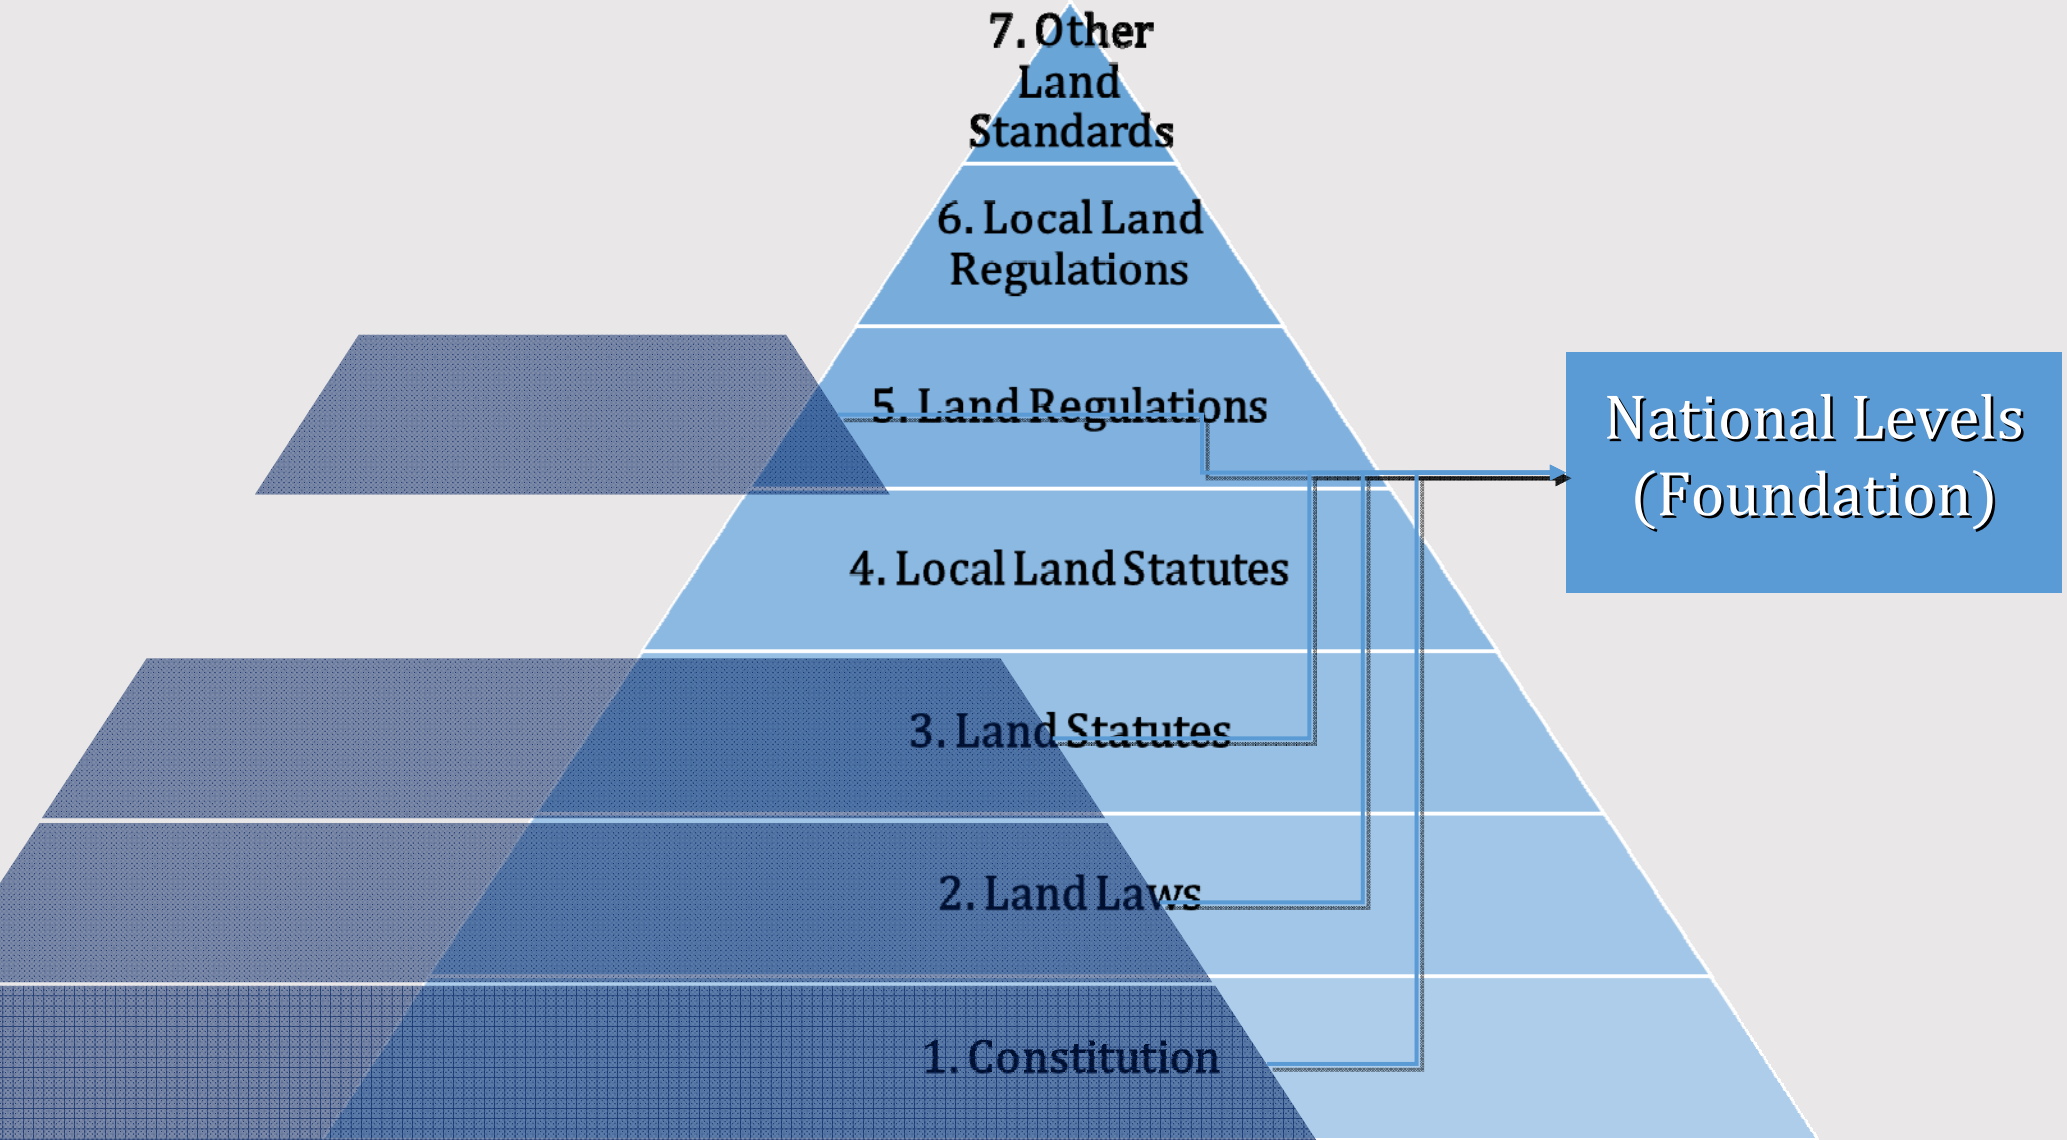 7. Other
Land
Standards
6. Local Land
Regulations
5. Land Regulations
National Levels
(Foundation)
4. Local Land Statutes
3. Land Statutes
2. Land Laws
1. Constitution